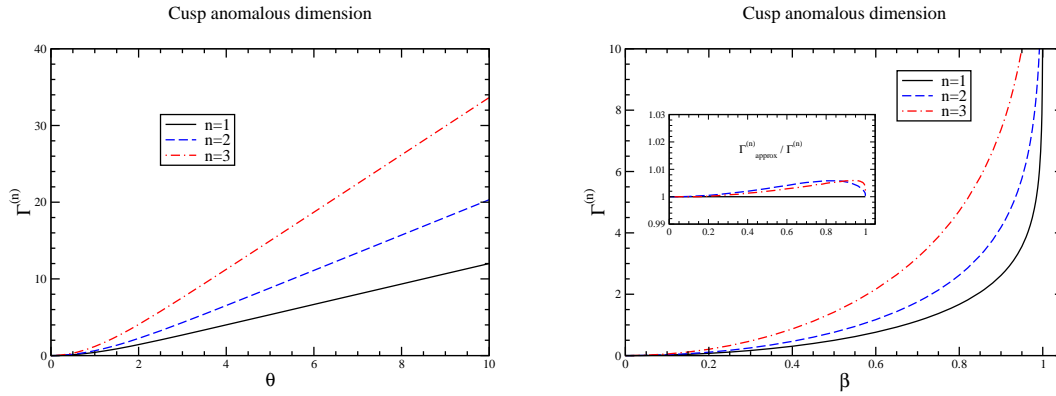 Cusp anomalous dimension
40
30
20
10
0
0
2
4
6
8
10
Γ(n)
θ
n=1
n=2
n=3
Cusp anomalous dimension
10
8
6
4
2
0
0
0.2
0.4
0.6
0.8
1
Γ(n)
β
n=1
n=2
n=3
1.03
1.02
1.01
1
0.99
0
0.2
0.4
0.6
0.8
1
Γ(n)approx / Γ(n)